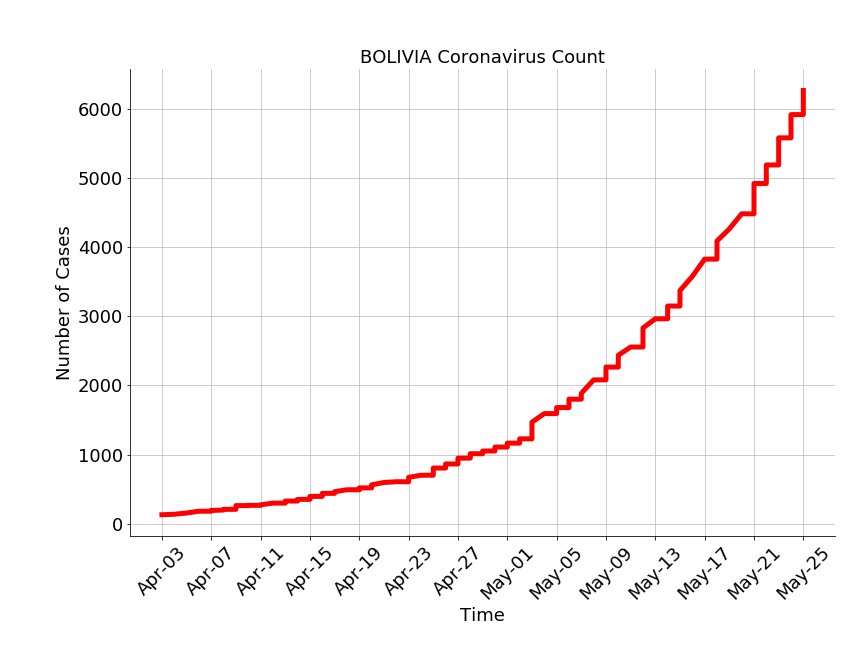 BOLIVIA Coronavirus Count
Number of Cases
6000
5000
4000
3000
2000
1000
0
Apr-03
Apr-07
Apr-11
Apr-15
Apr-19
Apr-23
Apr-27
May-01
May-05
May-09
May-13
May-17
May-21
May-25
Time